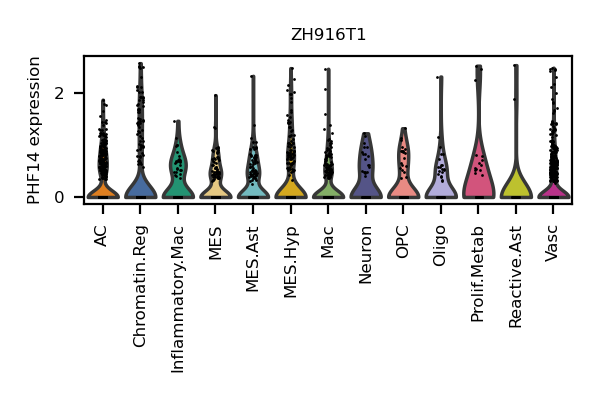 ZH916T1
PHF14 expression
2
0
AC
Chromatin.Reg
Inflammatory.Mac
MES
MES.Ast
MES.Hyp
Mac
Neuron
OPC
Oligo
Prolif.Metab
Reactive.Ast
Vasc